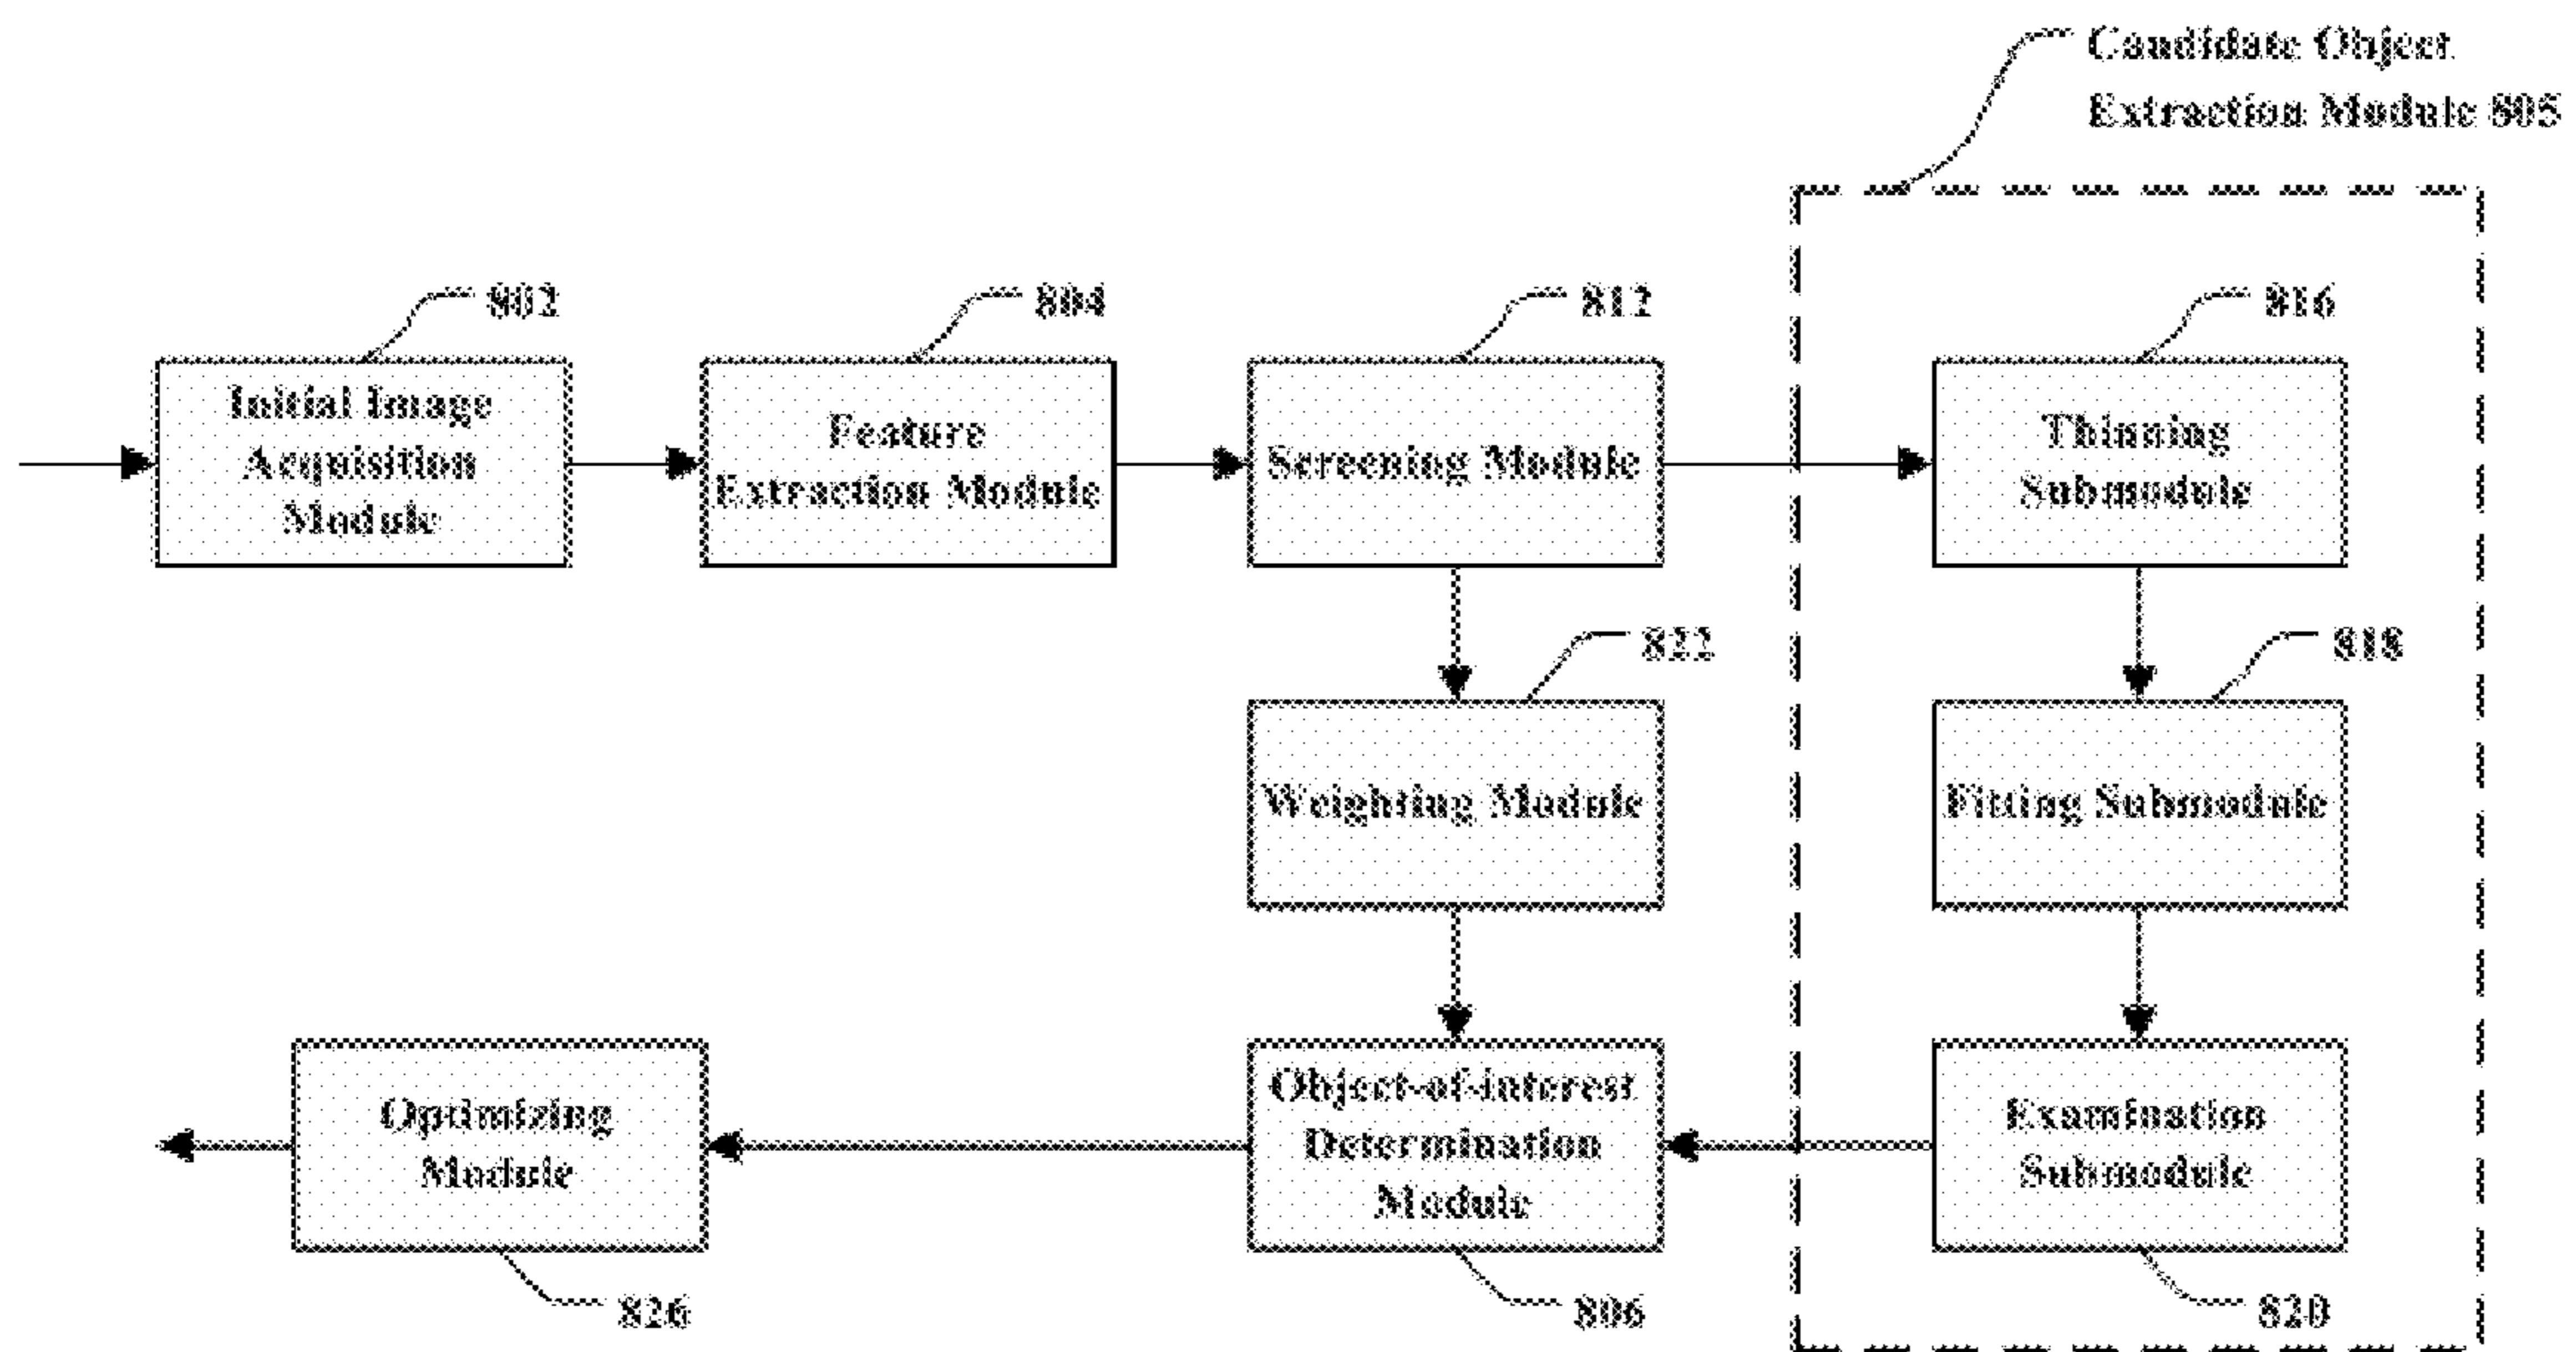 Candidate Object
Extraction Module 805
802
804
812
816
Initial Image
Acquisition
Module
Feature
Extraction Module
Screening Module
Thinning
Submodule
822
818
Weighting Module
Fitting Submodule
Optimizing
Module
Object-of-interest
Determination
Module
Examination
Submodule
826
806
820